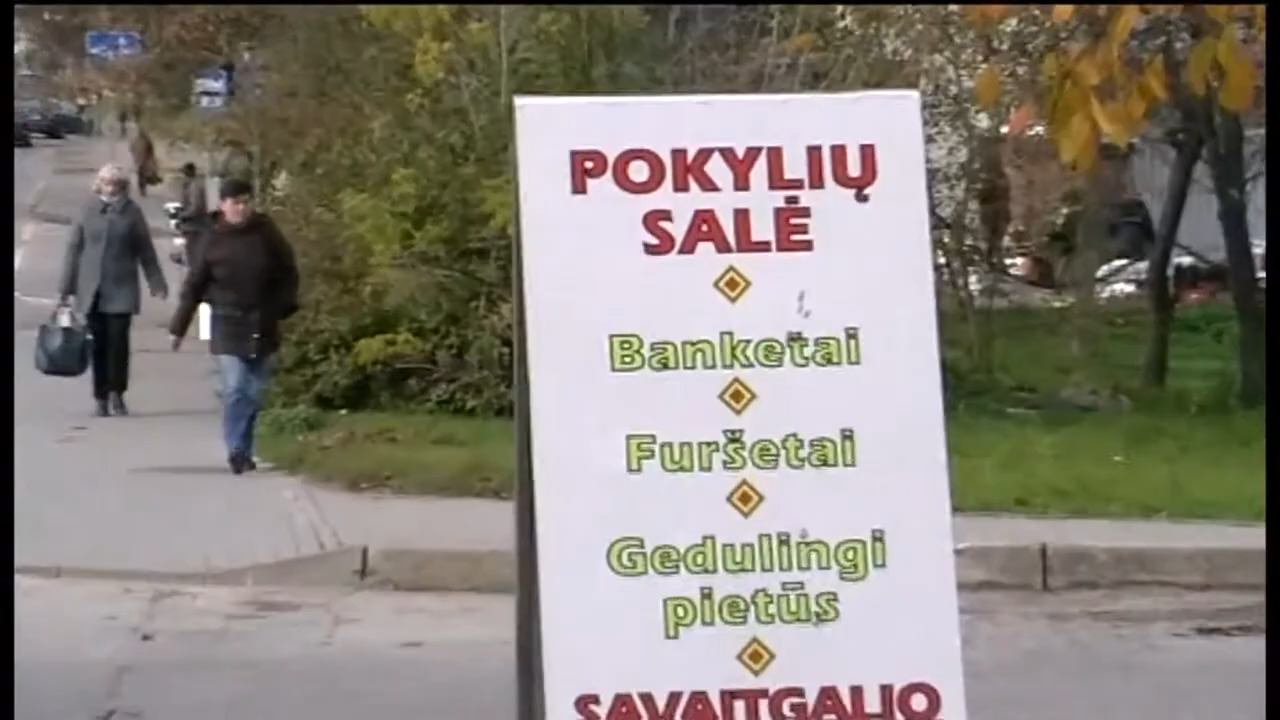 POKYLIŲ
SALĖ
Banketai
Furšetai
Gedulingi
pietūs
SAVAITGALIO